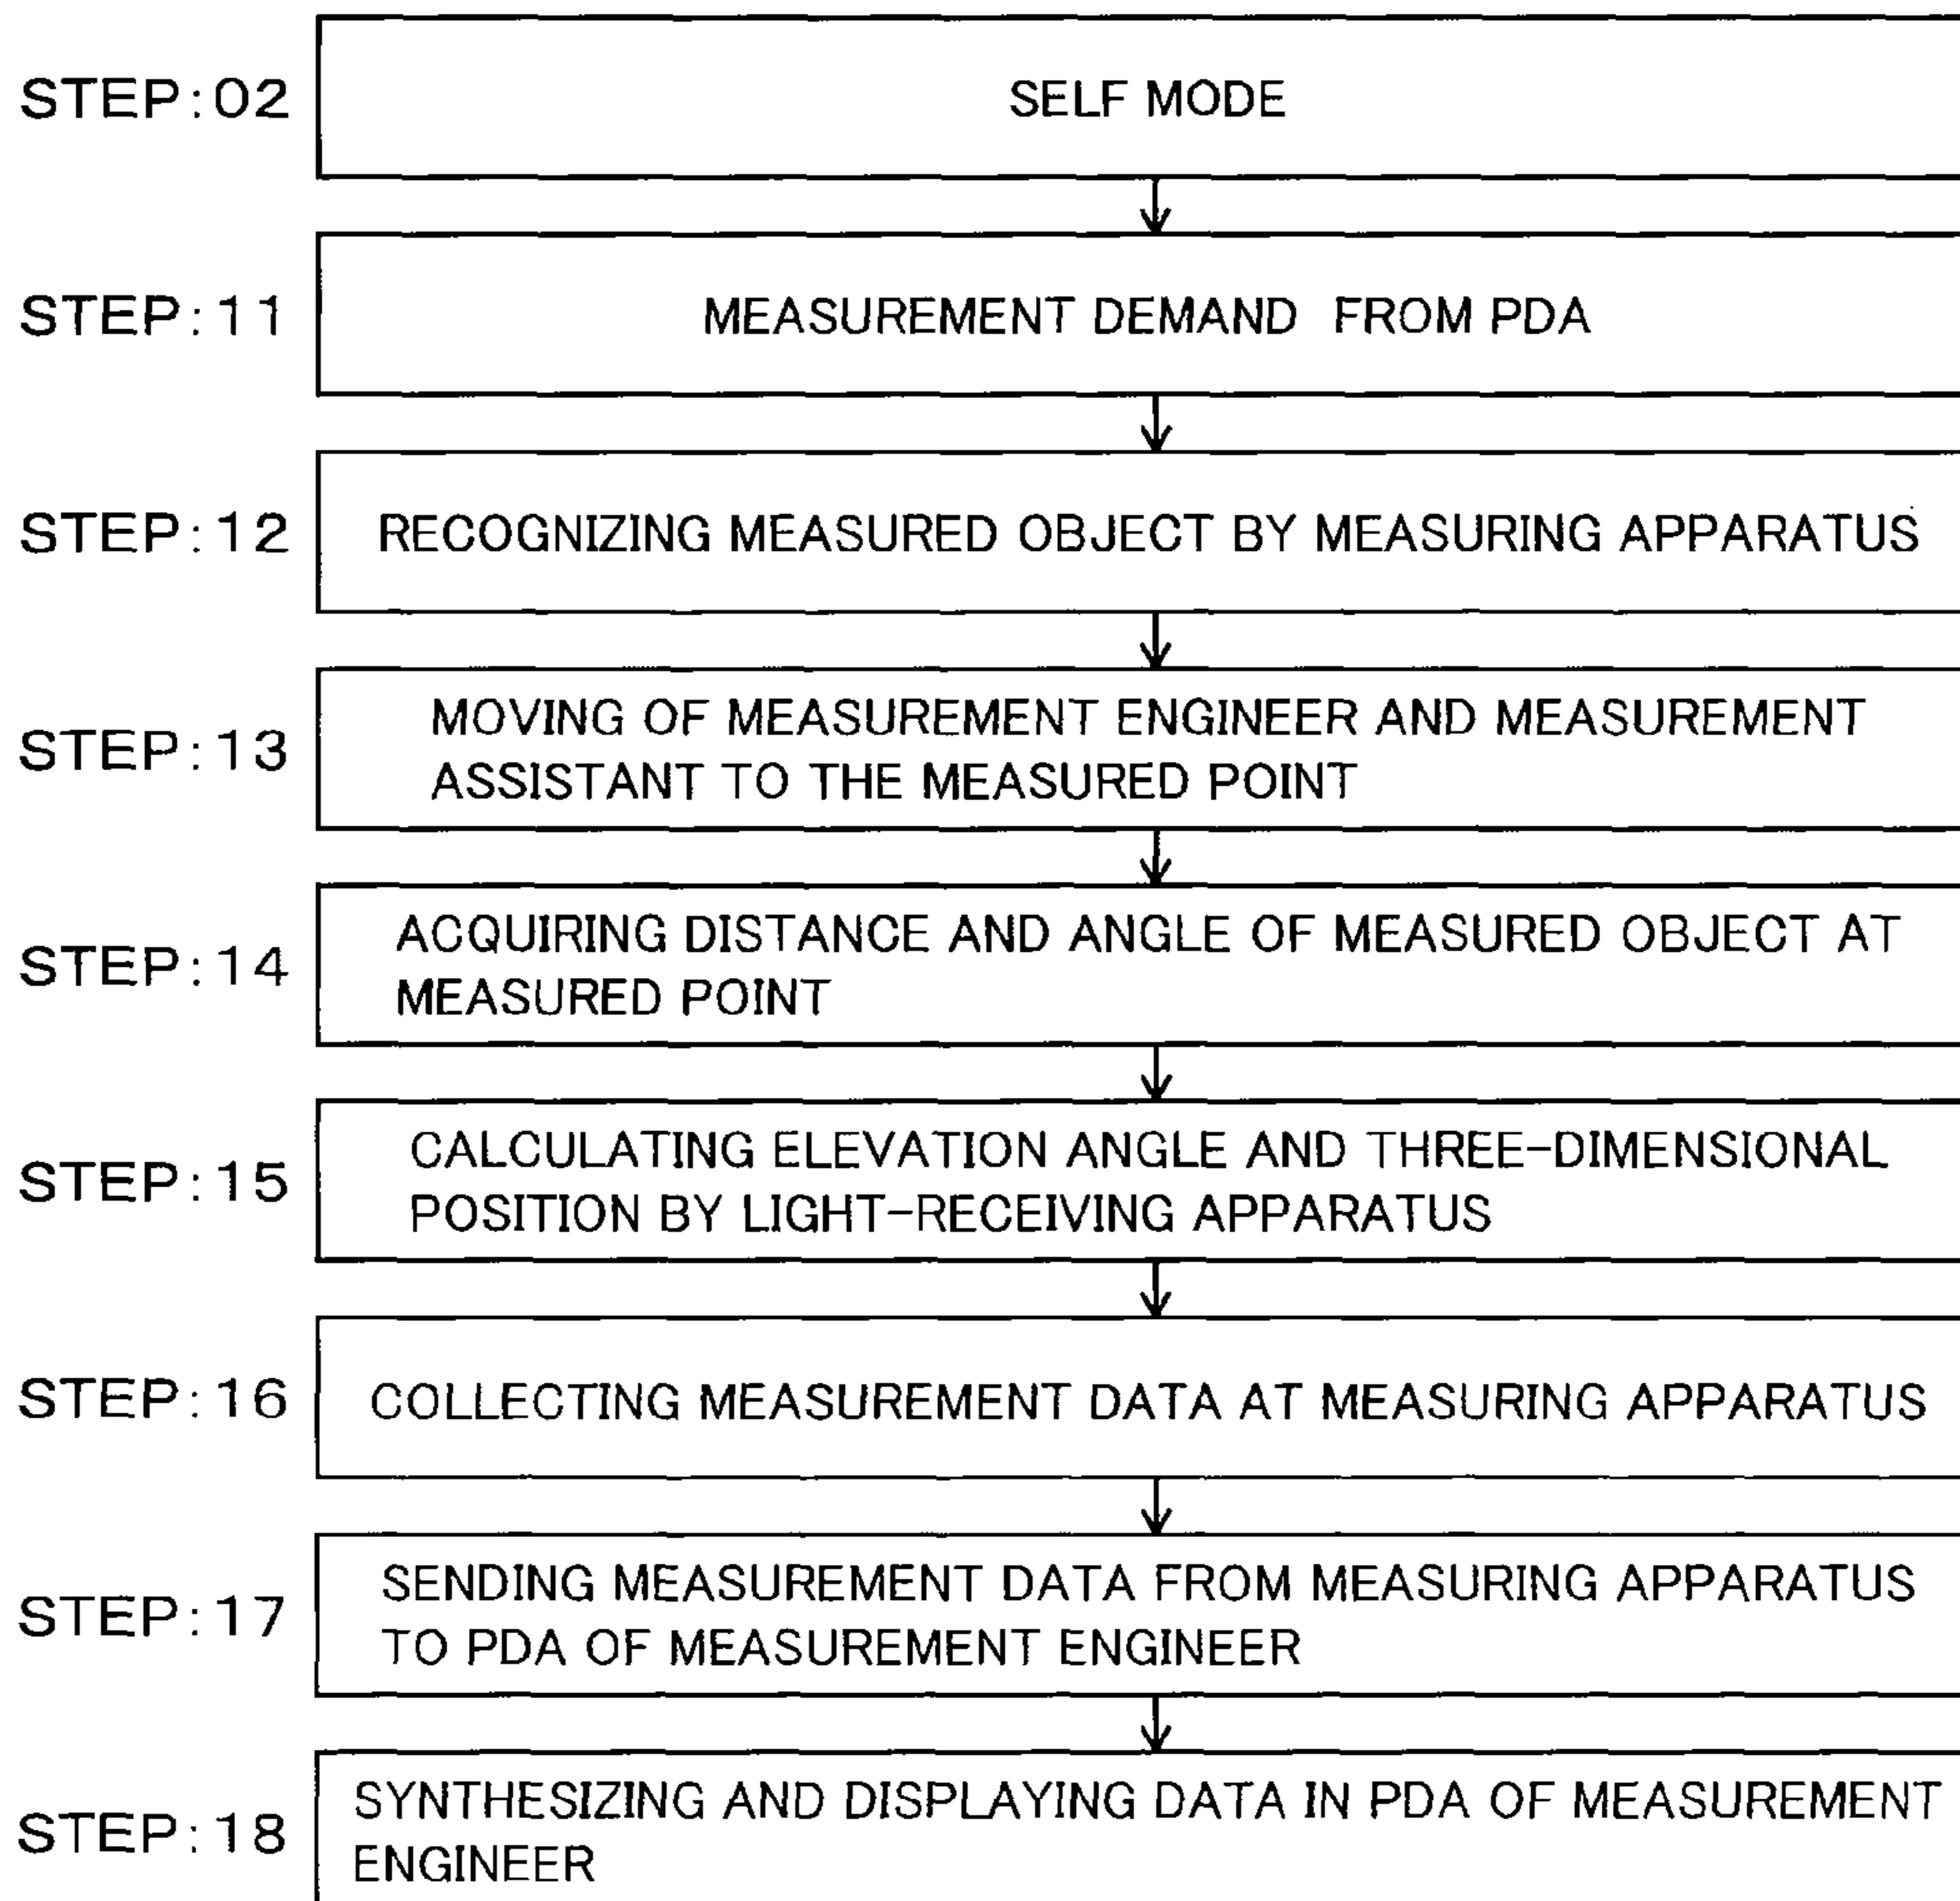 STEP:02
SELF MODE
STEP:11
MEASUREMENT DEMAND FROM PDA
STEP:12
RECOGNIZING MEASURED OBJECT BY MEASURING APPARATUS
STEP:13
MOVING OF MEASUREMENT ENGINEER AND MEASUREMENT
ASSISTANT TO THE MEASURED POINT
STEP:14
ACQUIRING DISTANCE AND ANGLE OF MEASURED OBJECT AT
MEASURED POINT
STEP:15
CALCULATING ELEVATION ANGLE AND THREE-DIMENSIONAL
POSITION BY LIGHT-RECEIVING APPARATUS
STEP:16
COLLECTING MEASUREMENT DATA AT MEASURING APPARATUS
STEP:17
SENDING MEASUREMENT DATA FROM MEASURING APPARATUS
TO PDA OF MEASUREMENT ENGINEER
STEP:18
SYNTHESIZING AND DISPLAYING DATA IN PDA OF MEASUREMENT
ENGINEER